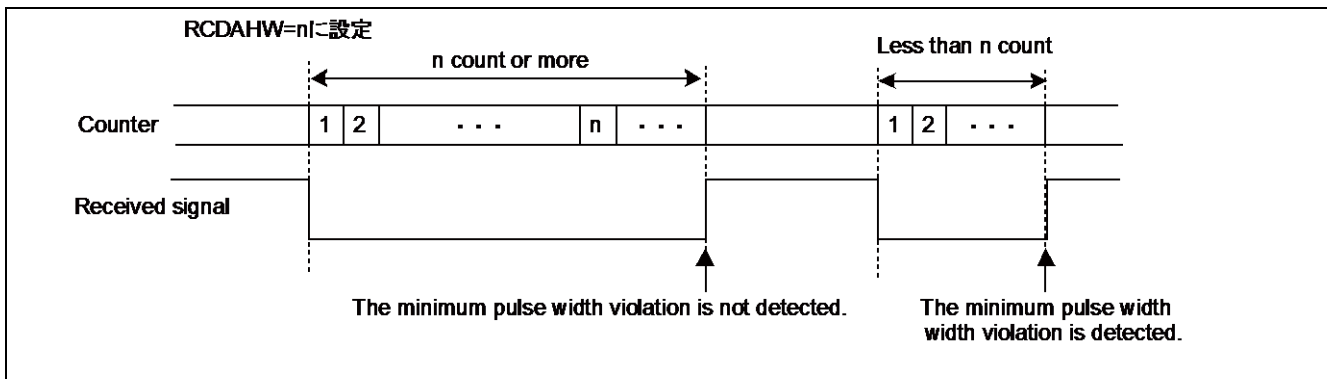 RCDAHW=nに設定
n count or more
Less than n count
Counter
1 2 · · · n · · ·
1 2 · · ·
Received signal
The minimum pulse width violation is not detected.
The minimum pulse width
width violation is detected.